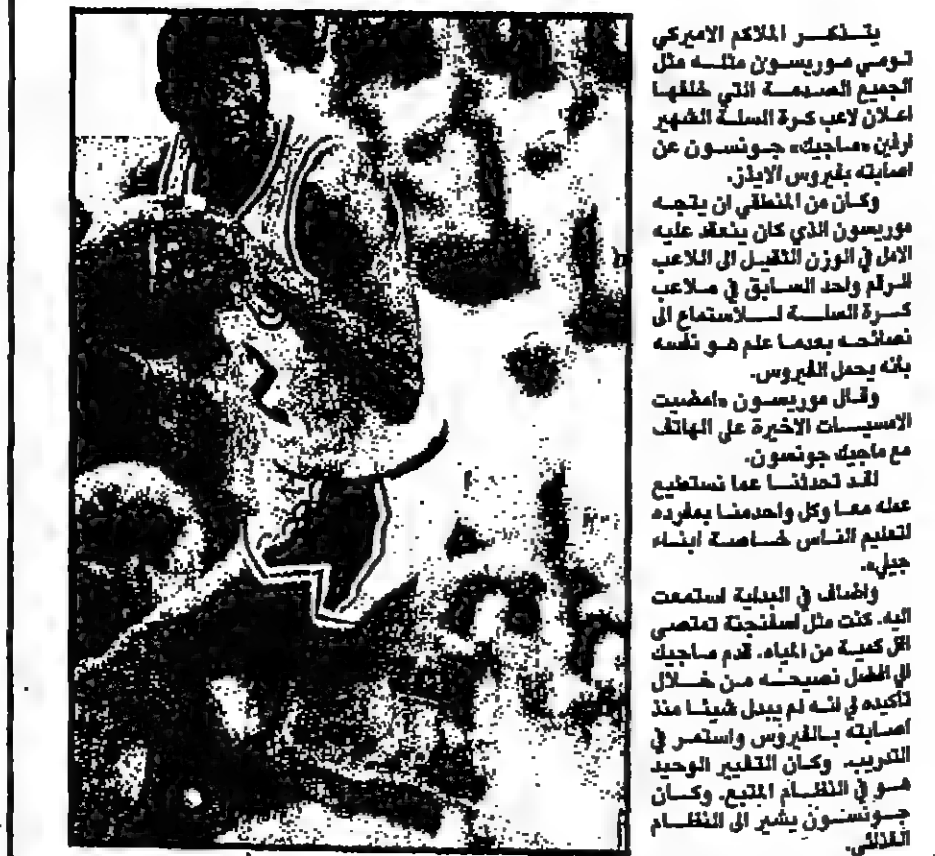 يتذكر الملاكم الاميركي
تومي موريسون مثله مثل
الجميع الصدمة التي خلفها
اعلان لاعب كرة السلة الشهير
ارفين «ماجيك» جونسون عن
اصابته بفيروس الايدز.
وكان من المنطقي ان يتجه
موريسون الذي كان ينعقد عليه
الامل في الوزن الثقيل الى اللاعب
الرقم واحد السابق في ملاعب
كرة السلة للاستماع الى
نصائحه بعدما علم هو نفسه
بأنه يحمل الفيروس.
وقال موريسون «امضيت
الامسيات الاخيرة على الهاتف
مع ماجيك جونسون.
لقد تحدثنا عما نستطيع
عمله معا وكل واحد منا بمفرده
لتعليم الناس خاصة ابناء
جيلي».
واضاف في البداية استمعت
اليه. كنت مثل اسفنجة تمتص
اقل كمية من المياه. قدم ماجيك
لي افضل نصيحة من خلال
تأكيده لي انه لم يبدل شيئا منذ
اصابته بالفيروس واستمر في
التدريب. وكان التغيير الوحيد
هو في النظام المتبع. وكان
جونسون يشير الى النظام
الغذائي.